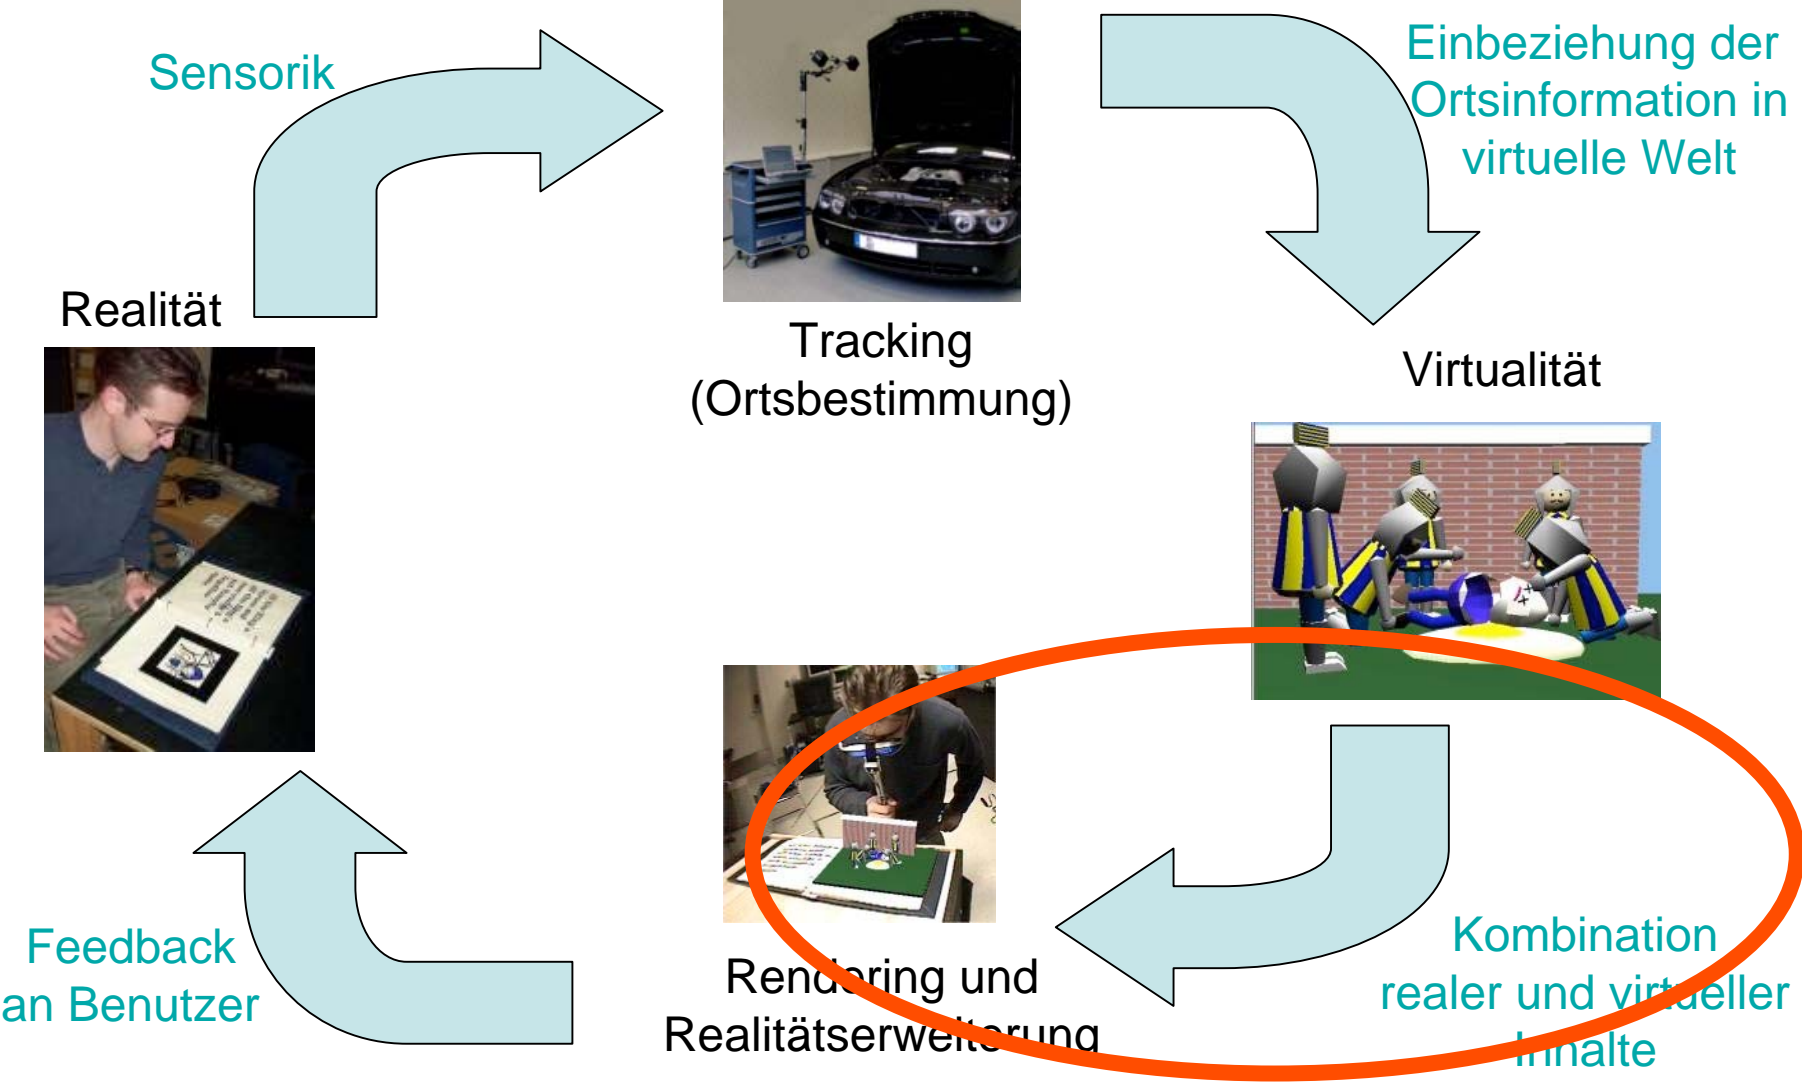 Sensorik
Einbeziehung der
Ortsinformation in
virtuelle Welt
Realität
Tracking
(Ortsbestimmung)
Virtualität
Feedback
an Benutzer
Rendering und
Realitätserweiterung
Kombination
realer und virtueller
Inhalte